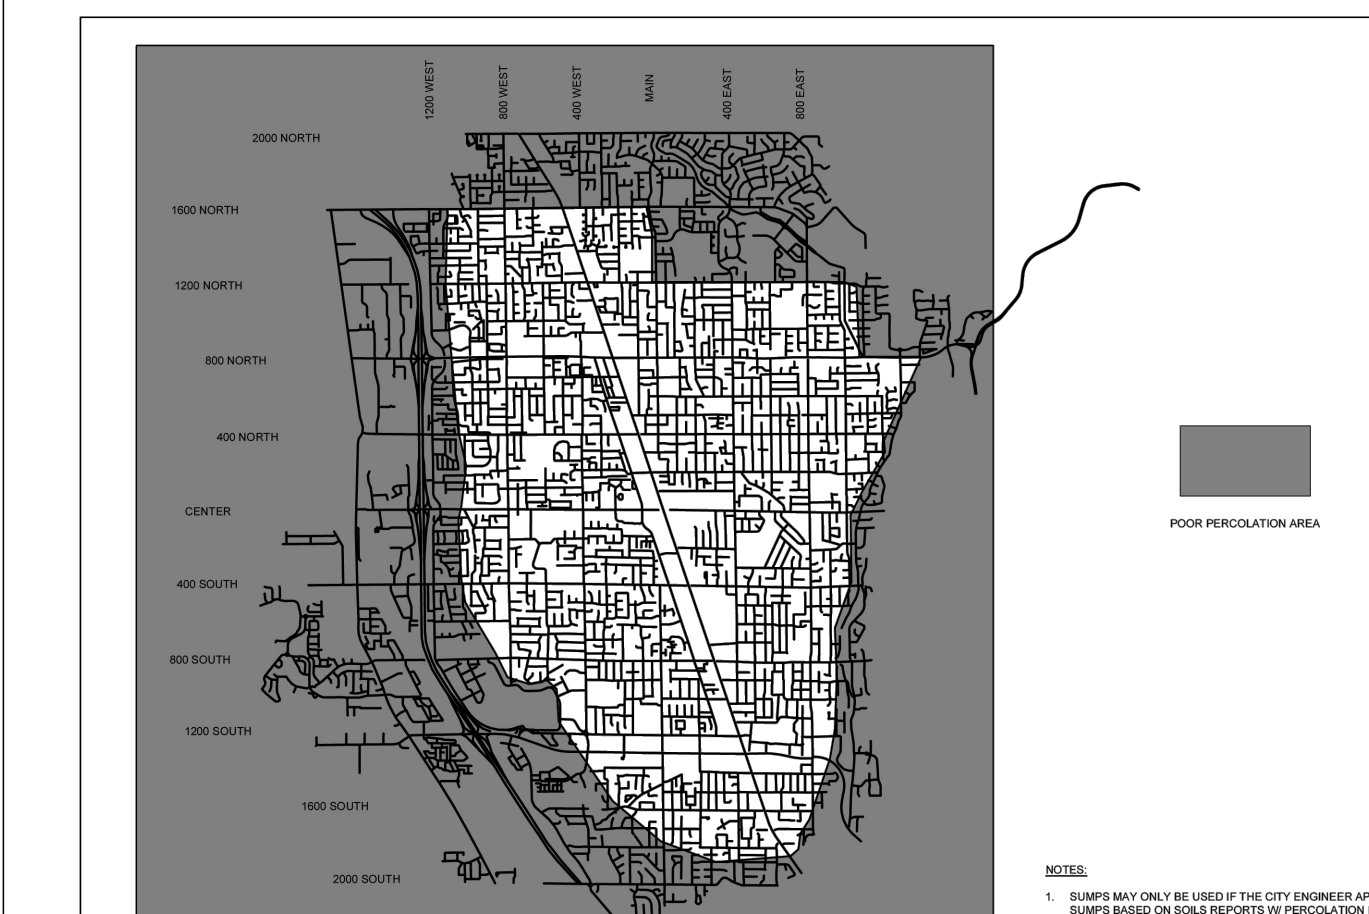 1200 WEST
800 WEST
400 WEST
MAIN
400 EAST
800 EAST
2000 NORTH
1600 NORTH
1200 NORTH
800 NORTH
400 NORTH
CENTER
400 SOUTH
800 SOUTH
1200 SOUTH
1600 SOUTH
2000 SOUTH
POOR PERCOLATION AREA
NOTES:
1. SUMPS MAY ONLY BE USED IF THE CITY ENGINEER AP
SUMPS BASED ON SOILS REPORTS W/ PERCOLATION